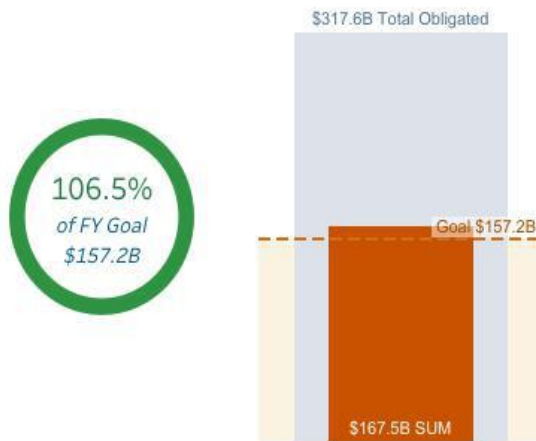 $317.6B Total Obligated
106.5%
of FY Goal
$157.2B
Goal $157.2B
$167.5B SUM